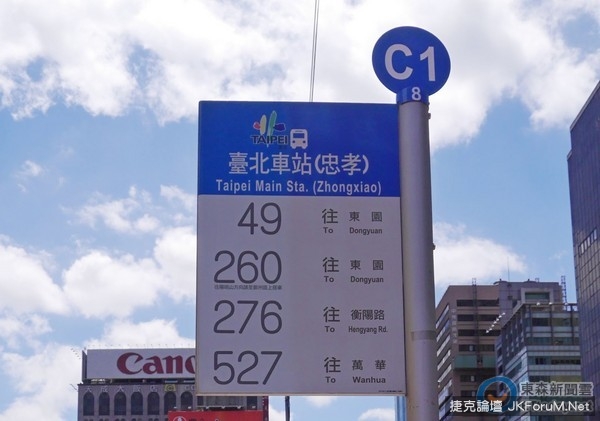 C1
8
TAIPEI
臺北車站(忠孝)
Taipei Main Sta. (Zhongxiao)
49 往 東園
To Dongyuan
260 往 東園
To Dongyuan
276 往 衡陽路
To Hengyang Rd.
527 往 萬華
To Wanhua
Canon
東森新聞雲
捷克論壇 JKForuM.Net